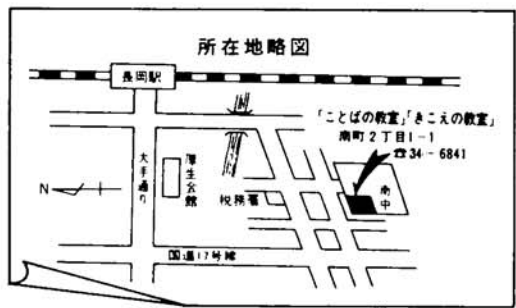 所在地略図
長岡駅
「ことばの教室」「きこえの教室」
南町2丁目1-1
☎34-6841
大手通り
厚生会館
税務署
南中
N
国道17号線